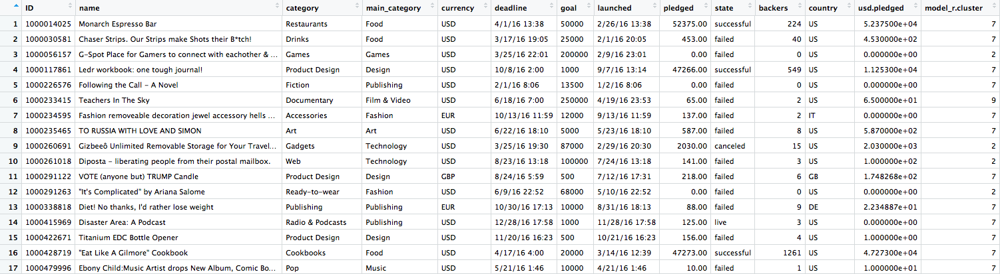 ID name category main_category currency deadline goal launched pledged state backers country usd.pledged model_r.cluster
1 1000014025 Monarch Espresso Bar Restaurants Food USD 4/1/16 13:38 50000 2/26/16 13:38 52375.00 successful 224 US 5.237500e+04 7
2 1000030581 Chaser Strips. Our Strips make Shots their B*tch! Drinks Food USD 3/17/16 19:05 25000 2/1/16 20:05 453.00 failed 40 US 4.530000e+02 7
3 1000056157 G-Spot Place for Gamers to connect with eachother & ... Games Games USD 3/25/16 22:01 200000 2/9/16 23:01 0.00 failed 0 US 0.000000e+00 2
4 1000117861 Ledr workbook: one tough journal! Product Design Design USD 10/8/16 2:00 1000 9/7/16 13:14 47266.00 successful 549 US 1.125300e+04 7
5 1000226576 Following the Call - A Novel Fiction Publishing USD 2/1/16 8:06 13500 1/2/16 8:06 0.00 failed 0 US 0.000000e+00 7
6 1000233415 Teachers In The Sky Documentary Film & Video USD 6/18/16 7:00 250000 4/19/16 23:53 65.00 failed 2 US 6.500000e+01 9
7 1000234595 Fashion removeable decoration jewel accessory hells ... Accessories Fashion EUR 10/13/16 11:59 12000 9/13/16 11:59 137.00 failed 2 IT 0.000000e+00 7
8 1000235465 TO RUSSIA WITH LOVE AND SIMON Art Art USD 6/22/16 18:10 5000 5/23/16 18:10 587.00 failed 8 US 5.870000e+02 7
9 1000260691 Gizbeeô Unlimited Removable Storage for Your Travel... Gadgets Technology USD 3/25/16 19:30 87000 2/29/16 20:30 2030.00 canceled 15 US 2.030000e+03 2
10 1000261018 Diposta - liberating people from their postal mailbox. Web Technology USD 8/23/16 13:18 100000 7/24/16 13:18 141.00 failed 3 US 1.000000e+02 2
11 1000291122 VOTE (anyone but) TRUMP Candle Product Design Design GBP 8/24/16 5:59 500 7/12/16 17:31 218.00 failed 6 GB 1.748268e+02 7
12 1000291263 "It's Complicated" by Ariana Salome Ready-to-wear Fashion USD 6/9/16 22:52 68000 5/10/16 22:52 0.00 failed 0 US 0.000000e+00 2
13 1000338818 Diet! No thanks, I'd rather lose weight Publishing Publishing EUR 10/30/16 17:13 10000 8/31/16 18:13 88.00 failed 9 DE 2.234887e+01 7
14 1000415969 Disaster Area: A Podcast Radio & Podcasts Publishing USD 12/28/16 17:58 1000 11/28/16 17:58 125.00 live 3 US 0.000000e+00 7
15 1000422671 Titanium EDC Bottle Opener Product Design Design USD 11/20/16 16:23 500 10/21/16 16:23 156.00 failed 4 US 1.000000e+00 7
16 1000428719 "Eat Like A Gilmore" Cookbook Cookbooks Food USD 4/17/16 4:00 20000 3/14/16 12:39 47273.00 successful 1261 US 4.727300e+04 7
17 1000479996 Ebony Child:Music Artist drops New Album, Comic Bo... Pop Music USD 5/21/16 1:46 10000 4/21/16 1:46 10.00 failed 1 US 1.000000e+01 7